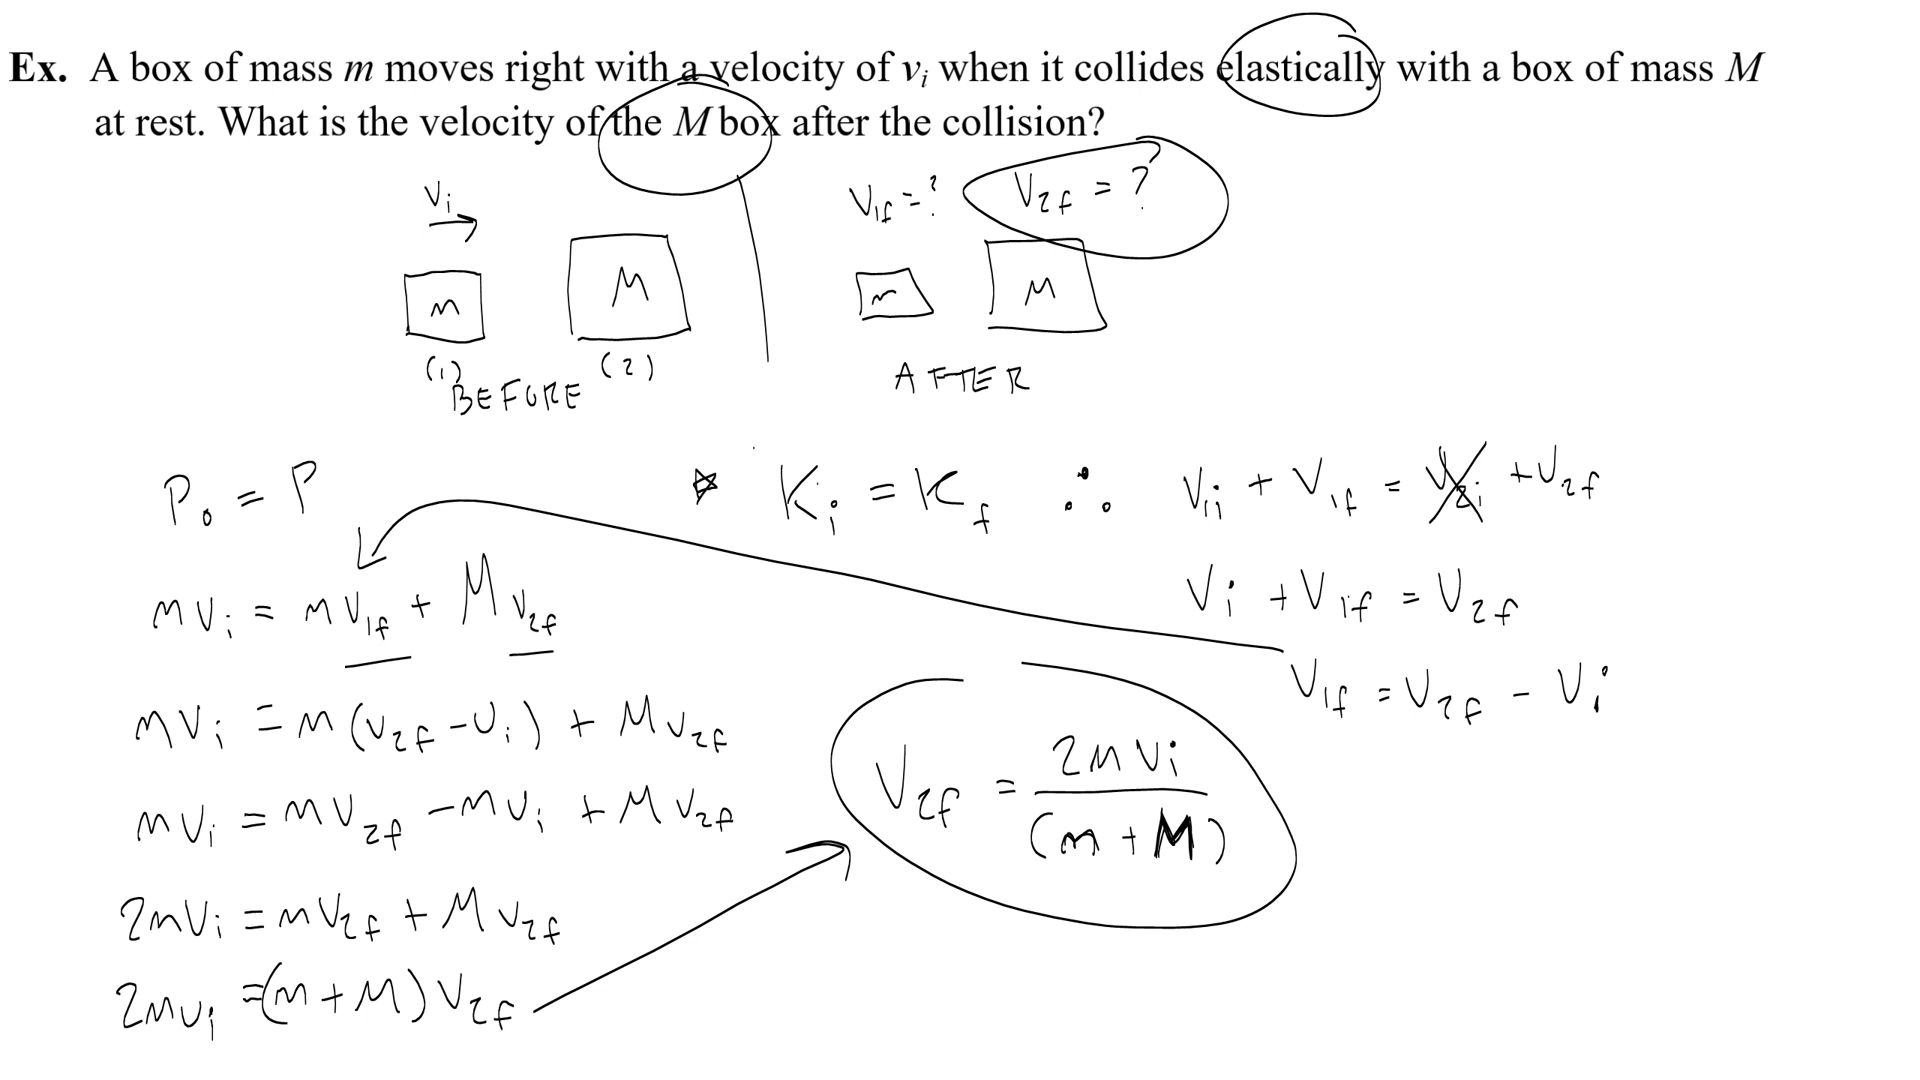 Ex. A box of mass m moves right with a velocity of vᵢ when it collides elastically with a box of mass M
at rest. What is the velocity of the M box after the collision?
Vᵢ
V₁f = ? V₂f = ?
m M m M
(1) (2)
BEFORE AFTER
P₀ = P
* Kᵢ = K_f ∴ V₁ᵢ + V₁f = V₂ᵢ + V₂f
mvᵢ = mV₁f + MV₂f
Vᵢ + V₁f = V₂f
V₁f = V₂f - Vᵢ
mvᵢ = m(V₂f - Vᵢ) + MV₂f
mvᵢ = mV₂f - mvᵢ + MV₂f
2mvᵢ = mV₂f + MV₂f
2mvᵢ = (m + M)V₂f
V₂f = 2mvᵢ / (m + M)